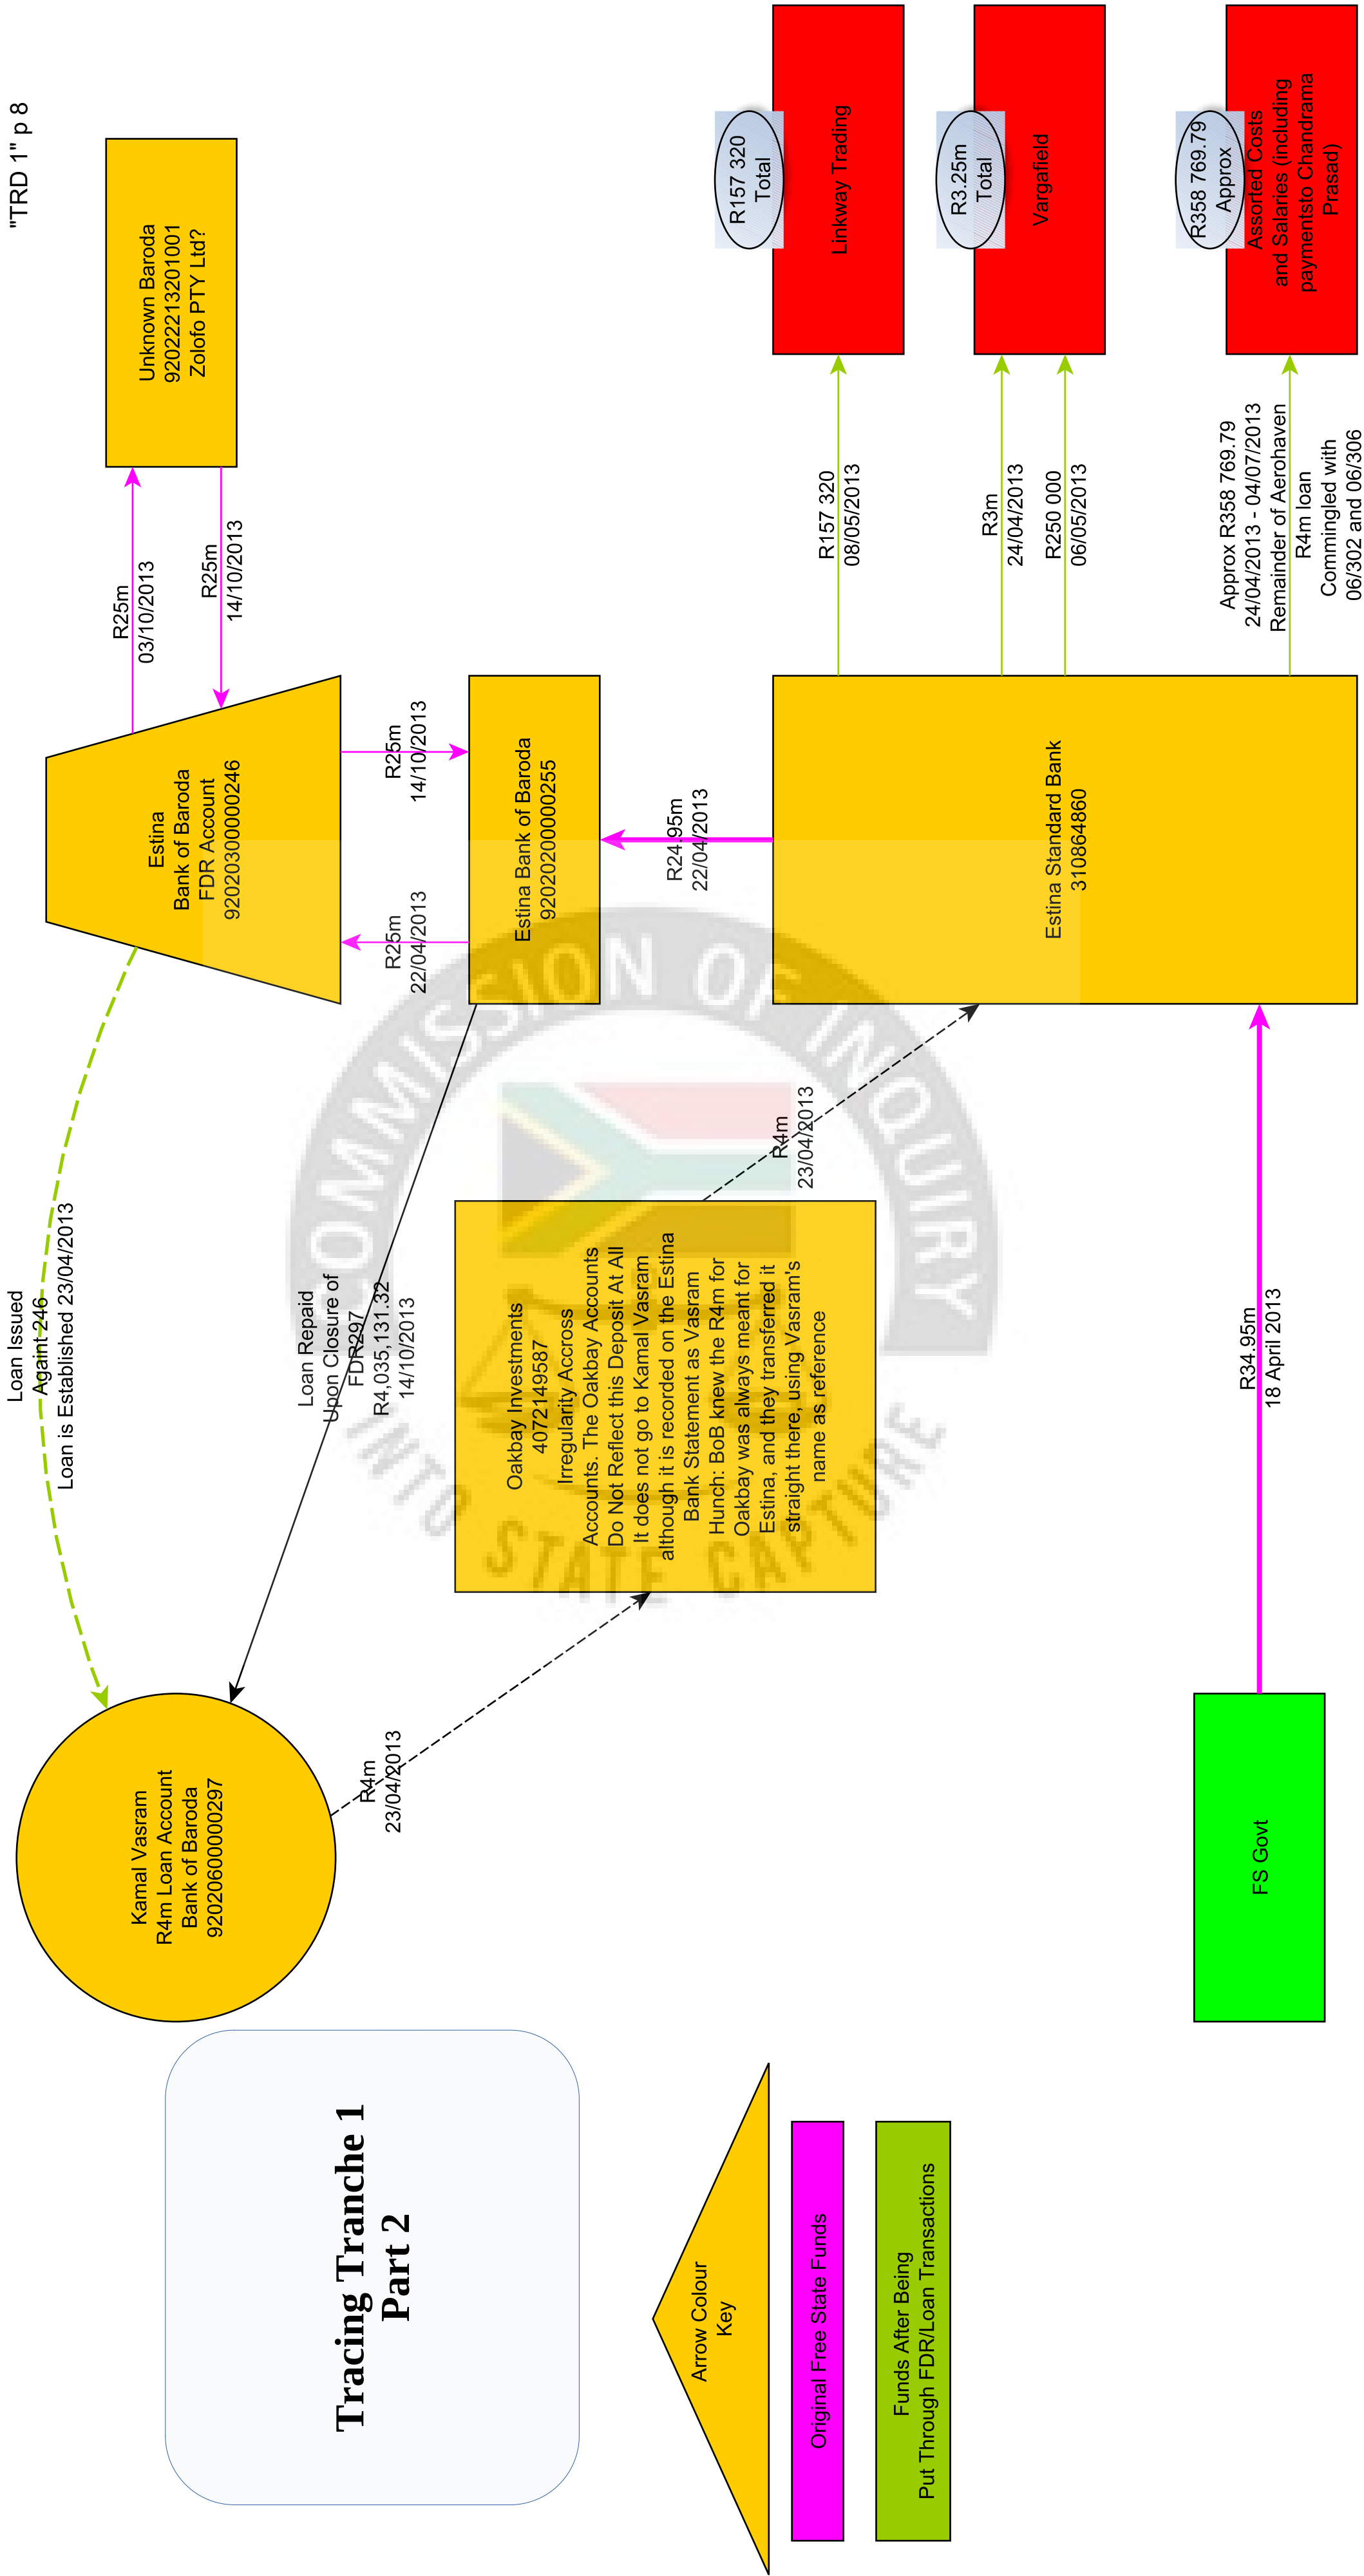 "TRD 1" p 8
Tracing Tranche 1
Part 2
Arrow Colour
Key
Original Free State Funds
Funds After Being
Put Through FDR/Loan Transactions
Kamal Vasram
R4m Loan Account
Bank of Baroda
92020600000297
Loan Issued
Againt 246
Loan is Established 23/04/2013
Loan Repaid
Upon Closure of
FDR297
R4,035,131.32
14/10/2013
R4m
23/04/2013
Oakbay Investments
4072149587
Irregularity Accross
Accounts. The Oakbay Accounts
Do Not Reflect this Deposit At All
It does not go to Kamal Vasram
although it is recorded on the Estina
Bank Statement as Vasram
Hunch: BoB knew the R4m for
Oakbay was always meant for
Estina, and they transferred it
straight there, using Vasram's
name as reference
R4m
23/04/2013
FS Govt
R34.95m
18 April 2013
Estina
Bank of Baroda
FDR Account
92020300000246
R25m
22/04/2013
R25m
14/10/2013
Estina Bank of Baroda
92020200000255
R24.95m
22/04/2013
Estina Standard Bank
310864860
R25m
03/10/2013
R25m
14/10/2013
Unknown Baroda
9202221320​1001
Zolofo PTY Ltd?
R157 320
08/05/2013
R157 320
Total
Linkway Trading
R3m
24/04/2013
R250 000
06/05/2013
R3.25m
Total
Vargafield
Approx R358 769.79
24/04/2013 - 04/07/2013
Remainder of Aerohaven
R4m loan
Commingled with
06/302 and 06/306
R358 769.79
Approx
Assorted Costs
and Salaries (including
paymentsto Chandrama
Prasad)
COMMISSION OF INQUIRY
INTO STATE CAPTURE